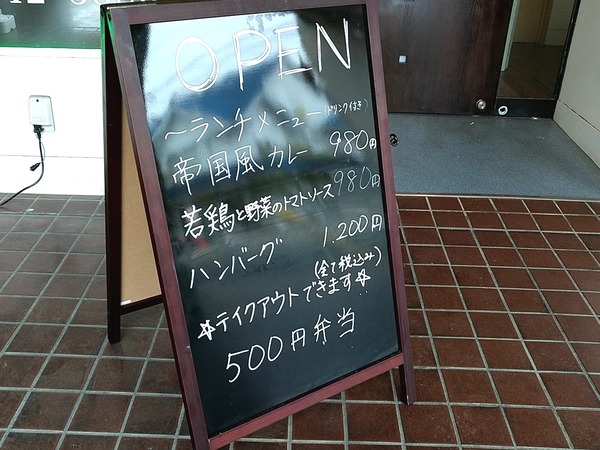 OPEN
〜ランチメニュー(ドリンク付き)
帝国風カレー 980円
若鶏と野菜のトマトソース 980円
ハンバーグ 1.200円
(全て税込み)
☆テイクアウトできます☆
500円弁当